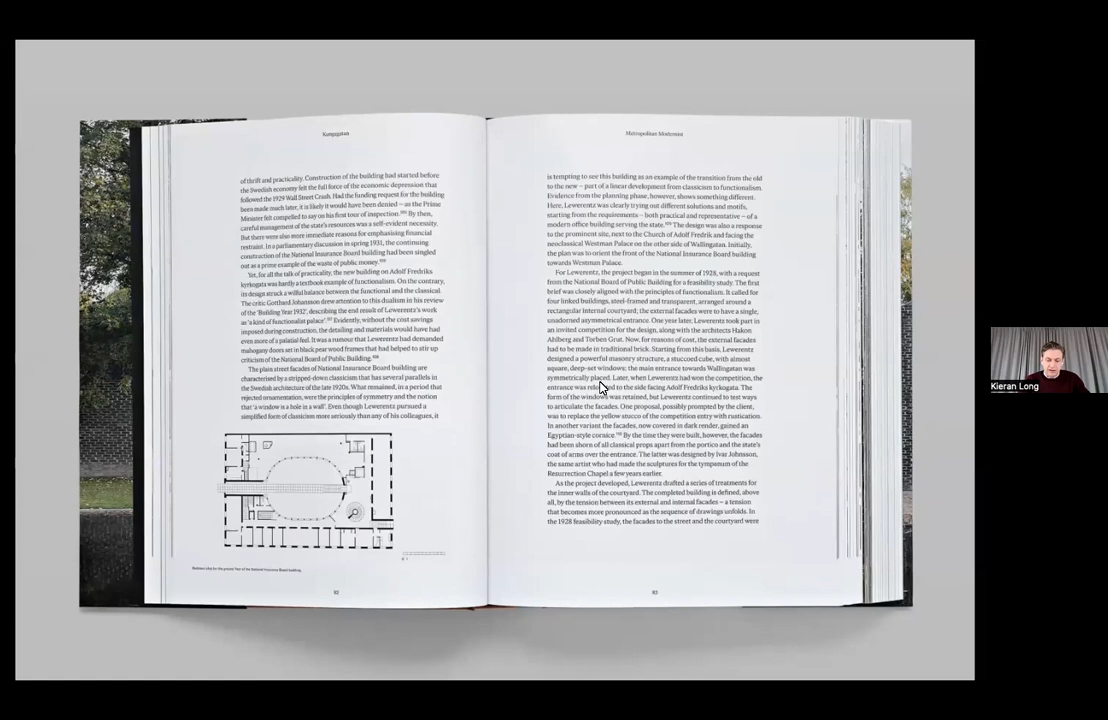 Kungsgatan
of thrift and practicality. Construction of the building had started before
the Swedish economy felt the full force of the economic depression that
followed the 1929 Wall Street Crash. Had the funding request for the building
been made much later, it is likely it would have been denied – as the Prime
Minister felt compelled to say on his first tour of inspection. By then,
careful management of the state's resources was a self-evident necessity.
But there were also more immediate reasons for emphasising financial
restraint. In a parliamentary discussion in spring 1931, the continuing
construction of the National Insurance Board building had been singled
out as a prime example of the waste of public money.
Yet, for all the talk of practicality, the new building on Adolf Fredriks
kyrkogata was hardly a textbook example of functionalism. On the contrary,
its design struck a wilful balance between the functional and the classical.
The critic Gotthard Johansson drew attention to this dualism in his review
of the 'Building Year 1932', describing the end result of Lewerentz's work
as 'a kind of functionalist palace'. Evidently, without the cost savings
imposed during construction, the detailing and materials would have had
even more of a palatial feel. It was a rumour that Lewerentz had demanded
mahogany doors set in black pear wood frames that had helped to stir up
criticism of the National Board of Public Building.
The plain street facades of National Insurance Board building are
characterised by a stripped-down classicism that has several parallels in
the Swedish architecture of the late 1920s. What remained, in a period that
rejected ornamentation, were the principles of symmetry and the notion
that 'a window is a hole in a wall'. Even though Lewerentz pursued a
simplified form of classicism more seriously than any of his colleagues, it
for the ground floor of the National Insurance Board building.
92
Metropolitan Modernist
is tempting to see this building as an example of the transition from the old
to the new – part of a linear development from classicism to functionalism.
Evidence from the planning phase, however, shows something different.
Here, Lewerentz was clearly trying out different solutions and motifs,
starting from the requirements – both practical and representative – of a
modern office building serving the state. The design was also a response
to the prominent site, next to the Church of Adolf Fredrik and facing the
neoclassical Westman Palace on the other side of Wallingatan. Initially,
the plan was to orient the front of the National Insurance Board building
towards Westman Palace.
For Lewerentz, the project began in the summer of 1928, with a request
from the National Board of Public Building for a feasibility study. The first
brief was closely aligned with the principles of functionalism. It called for
four linked buildings, steel-framed and transparent, arranged around a
rectangular internal courtyard; the external facades were to have a single,
unadorned asymmetrical entrance. One year later, Lewerentz took part in
an invited competition for the design, along with the architects Hakon
Ahlberg and Torben Grut. Now, for reasons of cost, the external facades
had to be made in traditional brick. Starting from this basis, Lewerentz
designed a powerful masonry structure, a stuccoed cube, with almost
square, deep-set windows; the main entrance towards Wallingatan was
symmetrically placed. Later, when Lewerentz had won the competition, the
entrance was to the side facing Adolf Fredriks kyrkogata. The
form of the windows was retained, but Lewerentz continued to test ways
to articulate the facades. One proposal, possibly prompted by the client,
was to replace the yellow stucco of the competition entry with rustication.
In another variant the facades, now covered in dark render, gained an
Egyptian-style cornice. By the time they were built, however, the facades
had been shorn of all classical props apart from the portico and the state's
coat of arms over the entrance. The latter was designed by Ivar Johnsson,
the same artist who had made the sculptures for the tympanum of the
Resurrection Chapel a few years earlier.
As the project developed, Lewerentz drafted a series of treatments for
the inner walls of the courtyard. The completed building is defined, above
all, by the tension between its external and internal facades – a tension
that becomes more pronounced as the sequence of drawings unfolds. In
the 1928 feasibility study, the facades to the street and the courtyard were
93
Kieran Long